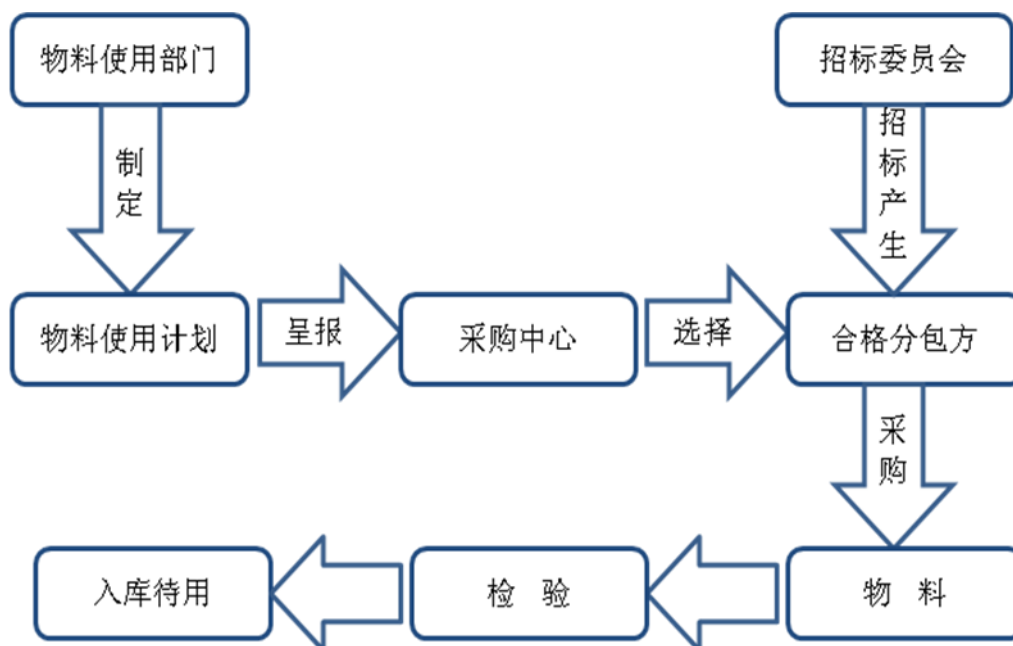 物料使用部门
招标委员会
制定
招标产生
物料使用计划
呈报
采购中心
选择
合格分包方
采购
入库待用
检 验
物 料